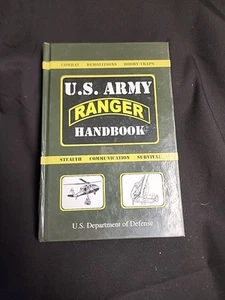 COMBAT DEMOLITIONS BOOBY-TRAPS
U.S. ARMY
RANGER
HANDBOOK
STEALTH COMMUNICATION SURVIVAL
U.S. Department of Defense